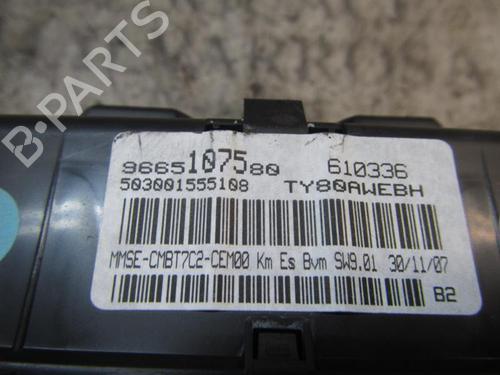 B-PARTS
9665107580 610336
503001555108 TY80AWEBH
MMSE-CMBT7C2-CEM00 Km Es Bvm SW9.01 30/11/07
B2